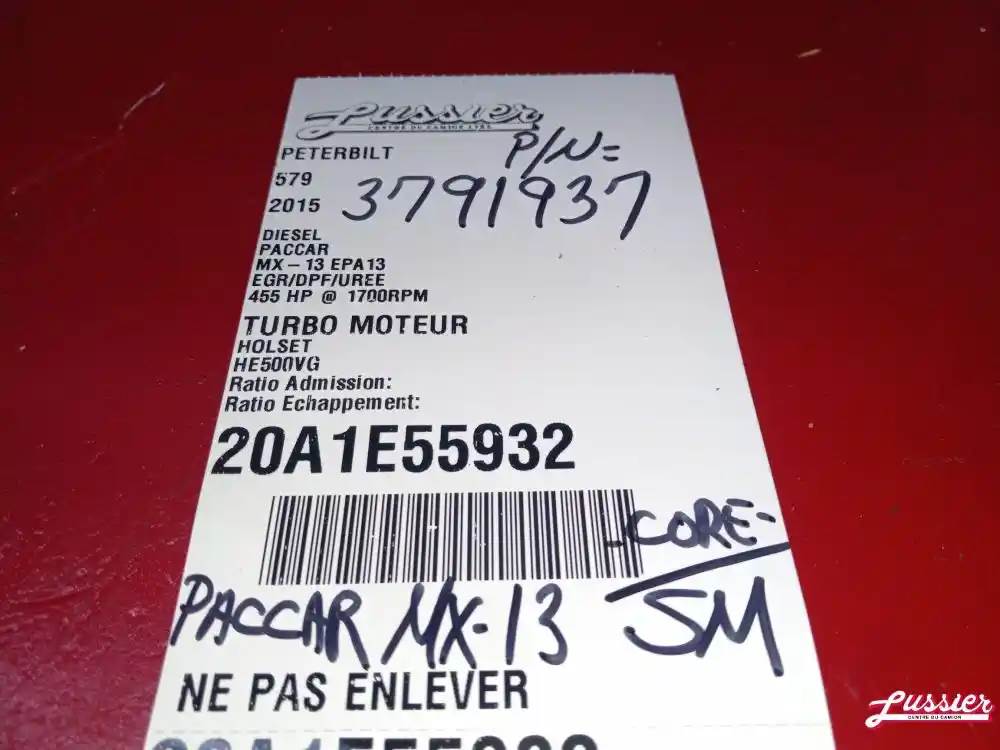 Lussier
CENTRE DU CAMION LTÉE
PETERBILT
P/N=
579
3791937
2015
DIESEL
PACCAR
MX - 13 EPA13
EGR/DPF/UREE
455 HP @ 1700RPM
TURBO MOTEUR
HOLSET
HE500VG
Ratio Admission:
Ratio Echappement:
20A1E55932
-CORE-
PACCAR MX-13 SM
NE PAS ENLEVER
Lussier
CENTRE DU CAMION